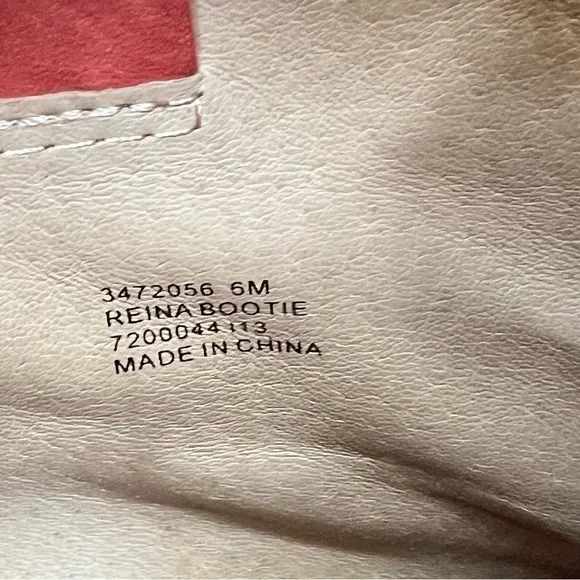 3472056 6M
REINA BOOTIE
7200044113
MADE IN CHINA